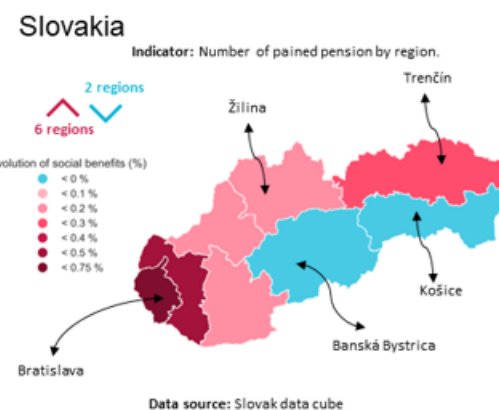 Slovakia
Indicator: Number of pained pension by region.
2 regions
6 regions
Trenčín
Žilina
volution of social benefits (%)
< 0 %
< 0.1 %
< 0.2 %
< 0.3 %
< 0.4 %
< 0.5 %
< 0.75 %
Košice
Banská Bystrica
Bratislava
Data source: Slovak data cube